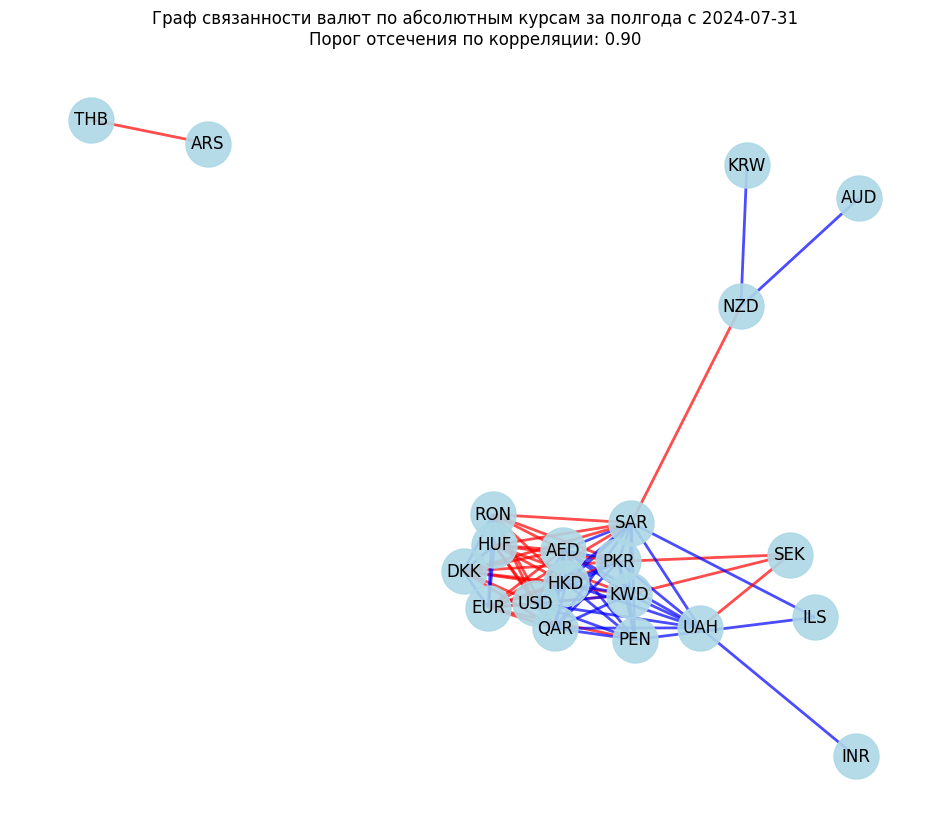 Граф связанности валют по абсолютным курсам за полгода с 2024-07-31
Порог отсечения по корреляции: 0.90
THB
ARS
KRW
AUD
NZD
RON
SAR
HUF
AED
SEK
PKR
DKK
HKD
KWD
USD
EUR
ILS
QAR
UAH
PEN
INR